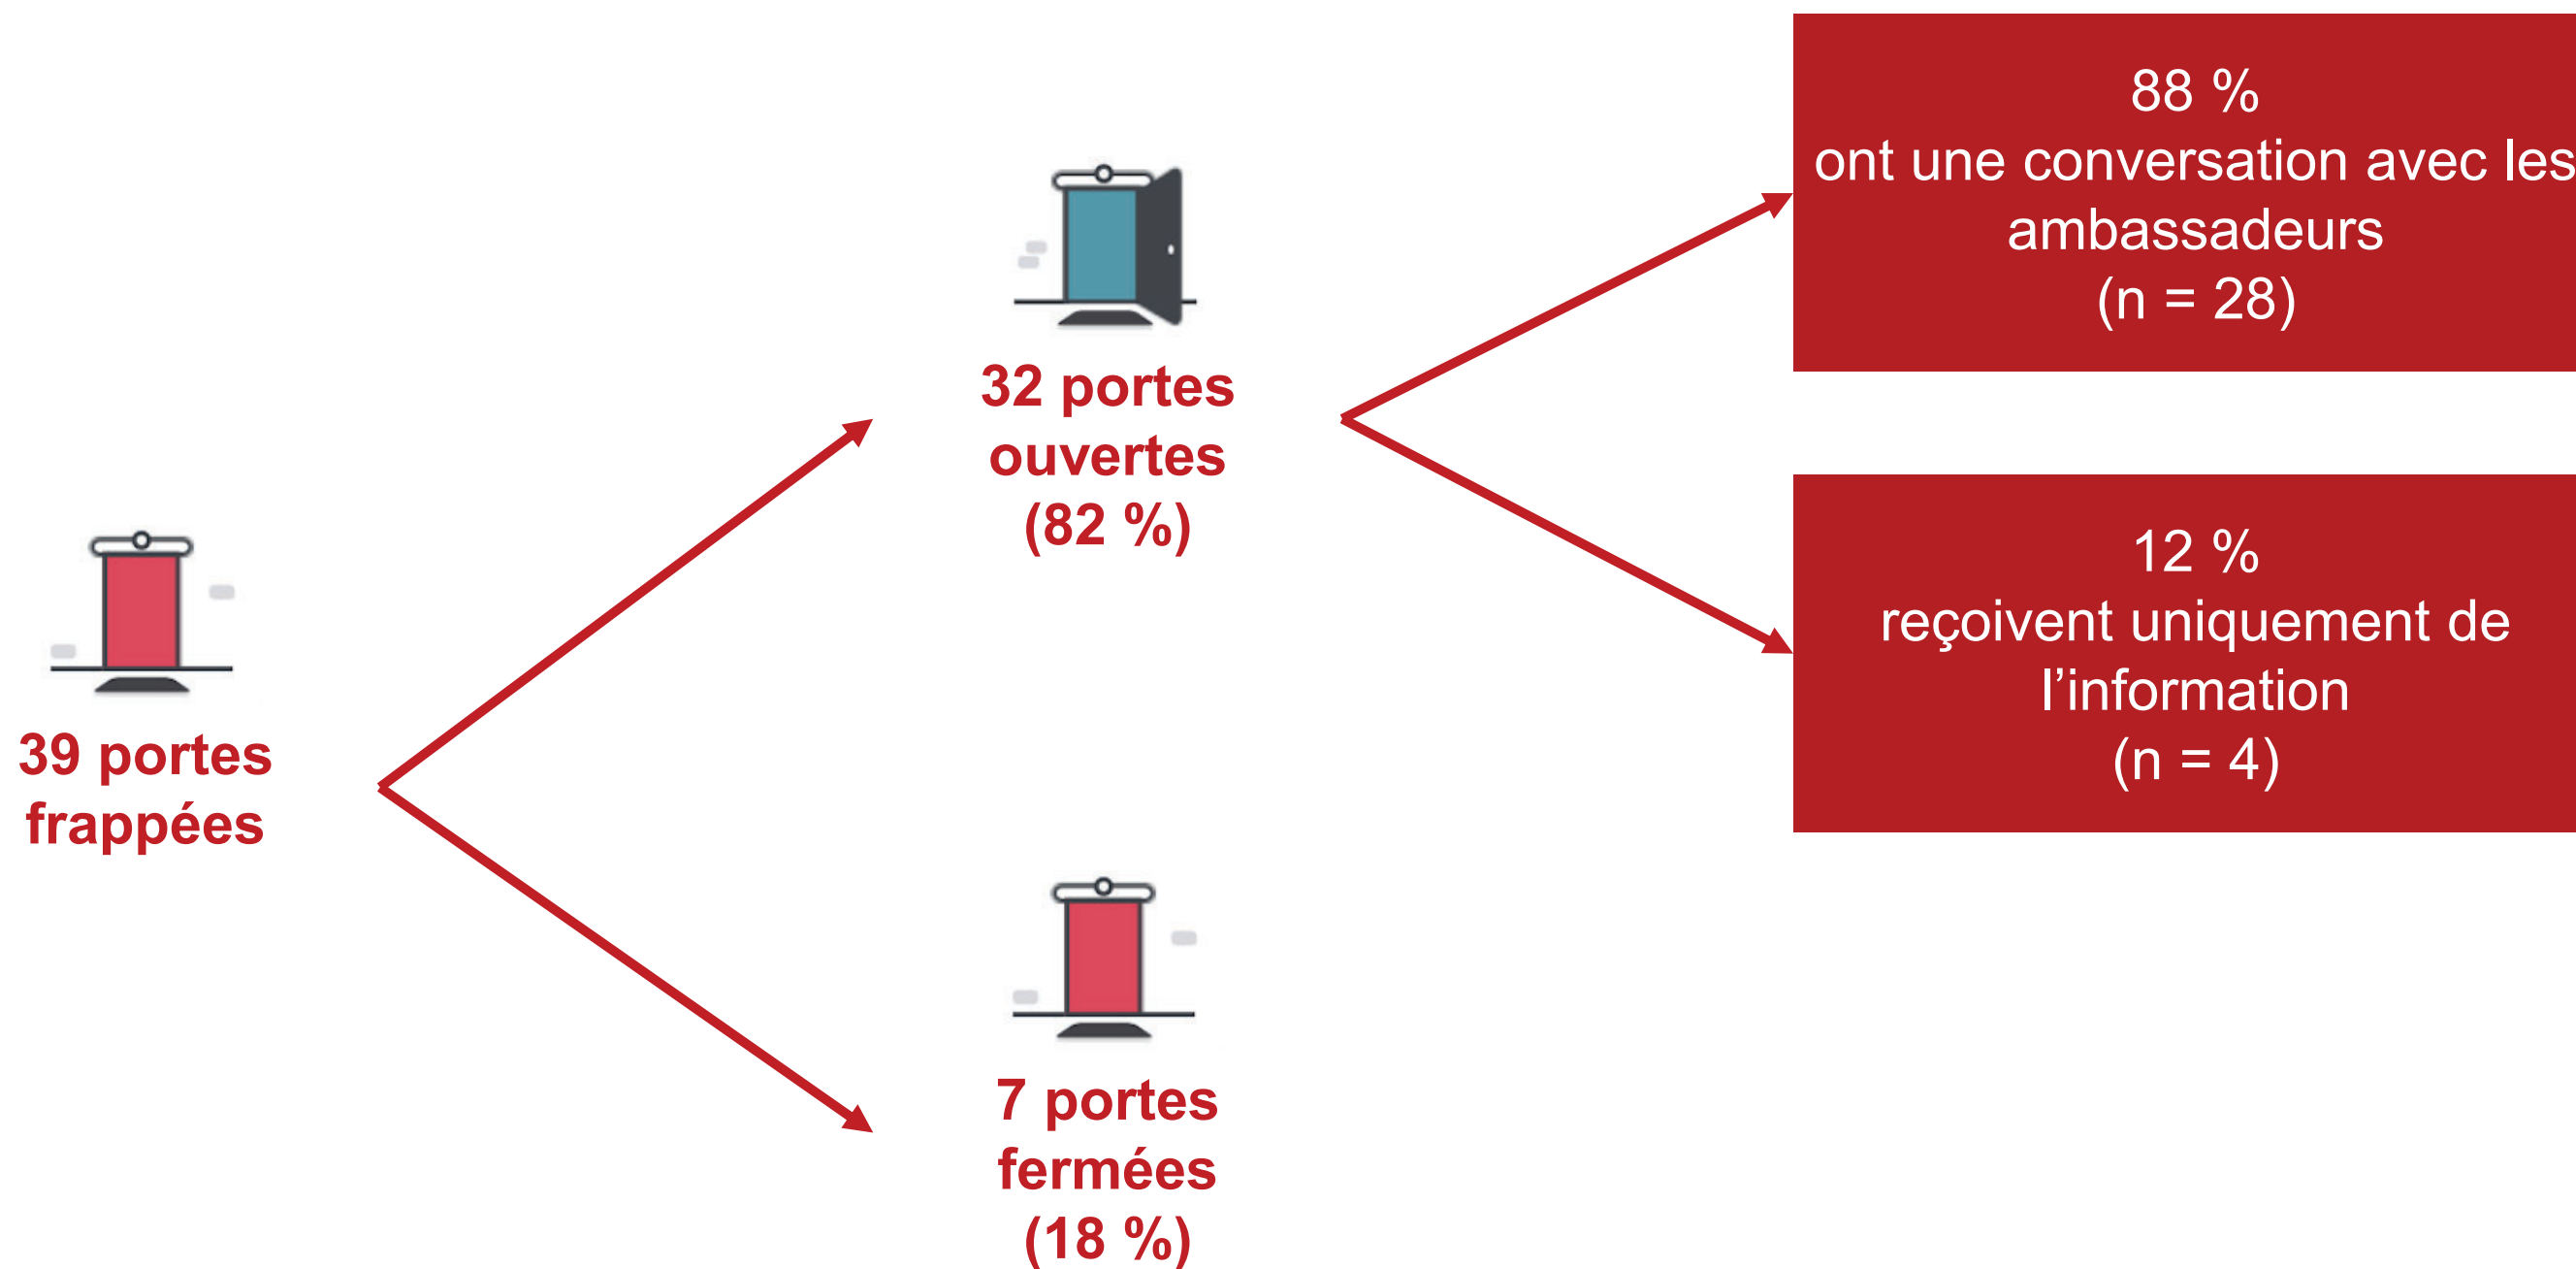 39 portes
frappées
32 portes
ouvertes
(82 %)
7 portes
fermées
(18 %)
88 %
ont une conversation avec les
ambassadeurs
(n = 28)
12 %
reçoivent uniquement de
l’information
(n = 4)